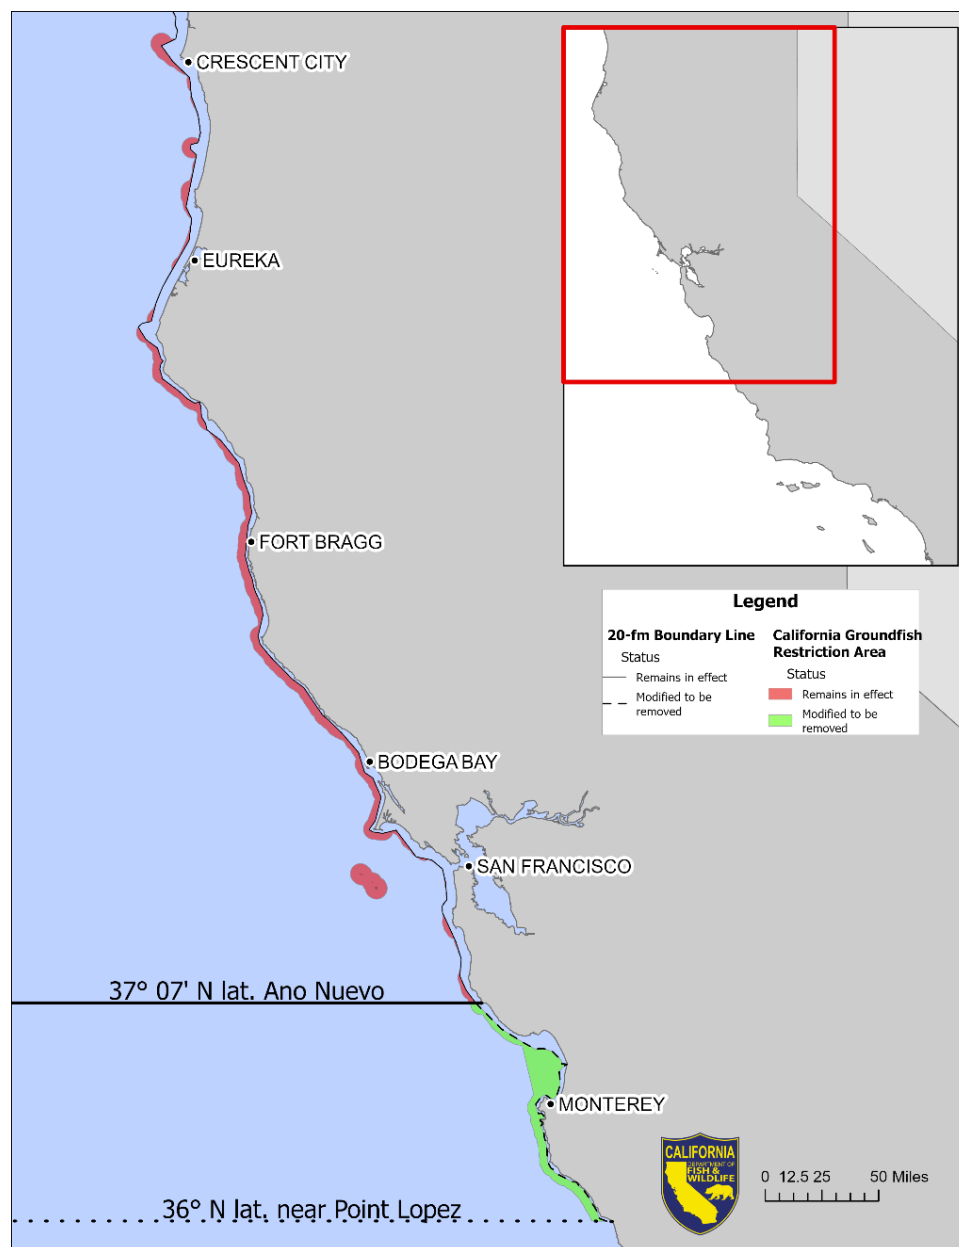 CRESCENT CITY
EUREKA
FORT BRAGG
BODEGA BAY
SAN FRANCISCO
37° 07' N lat. Ano Nuevo
MONTEREY
36° N lat. near Point Lopez
Legend
20-fm Boundary Line
Status
Remains in effect
Modified to be
removed
California Groundfish
Restriction Area
Status
Remains in effect
Modified to be
removed
CALIFORNIA
DEPARTMENT OF
FISH &
WILDLIFE
0 12.5 25 50 Miles